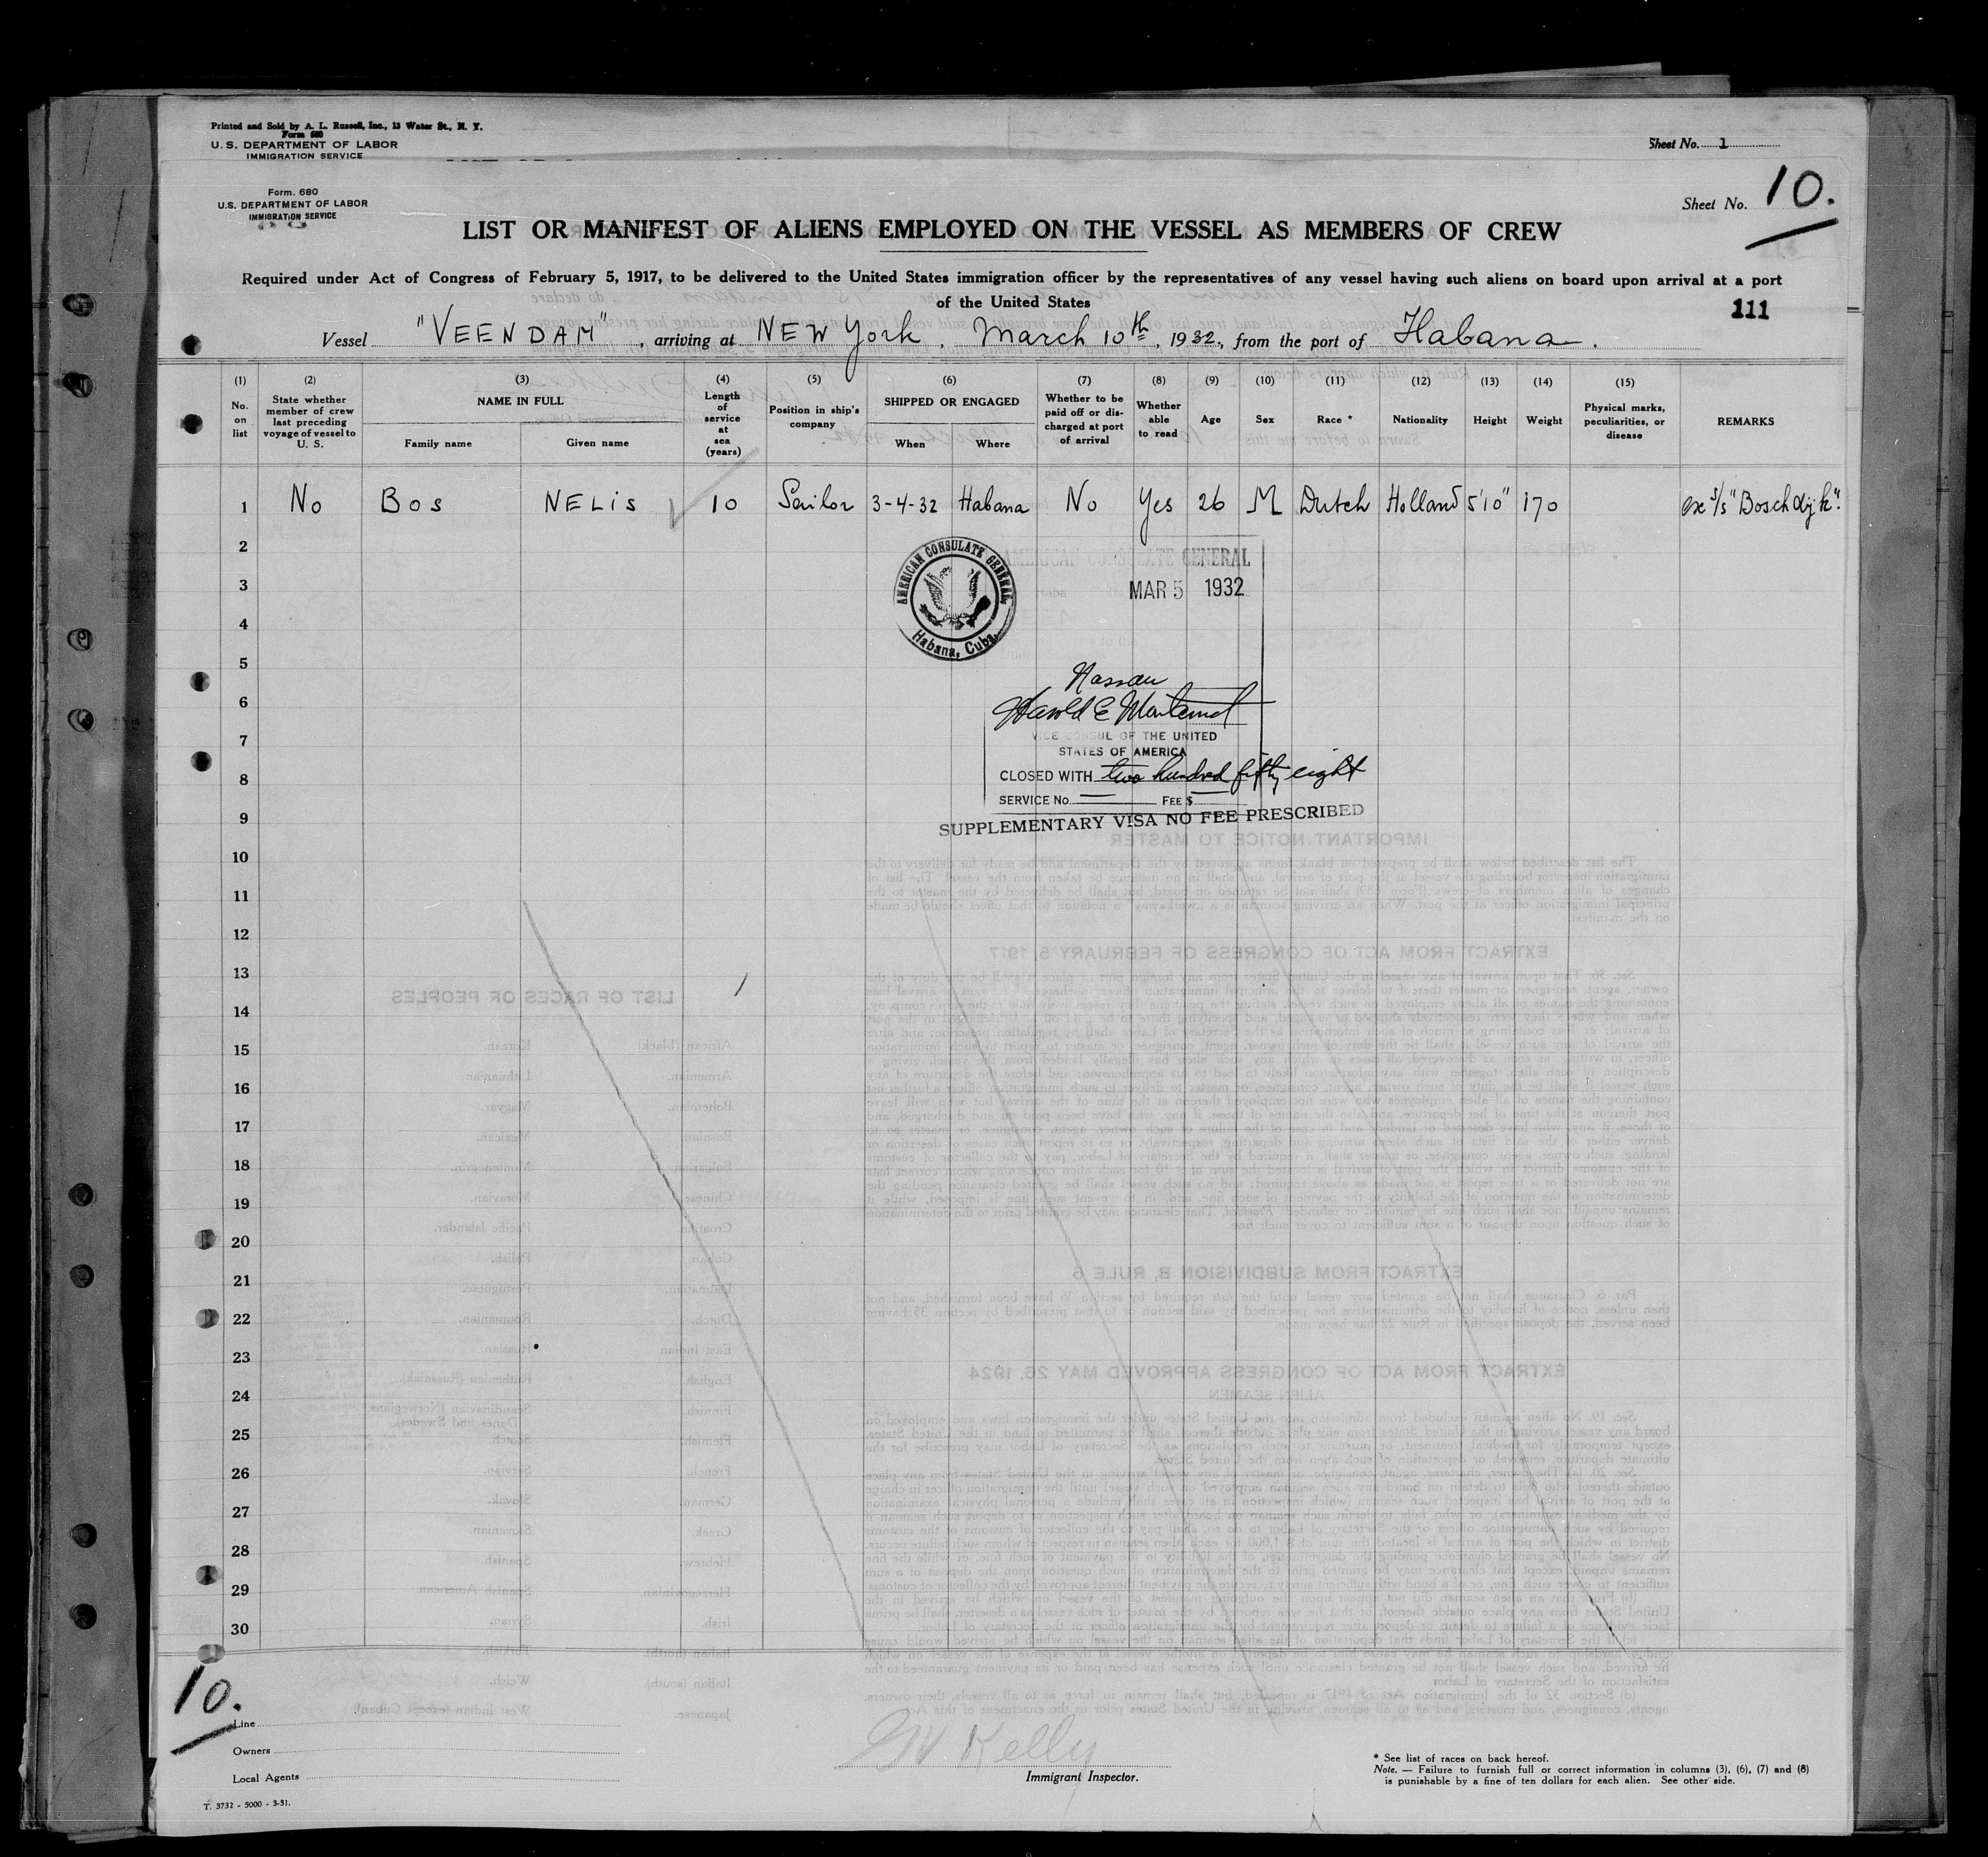 Printed and Sold by A. L. Russell, Inc., 13 Water St., N. Y.
Form 680
U. S. DEPARTMENT OF LABOR
IMMIGRATION SERVICE
Sheet No. 1
Form. 680
U.S. DEPARTMENT OF LABOR
IMMIGRATION SERVICE
Sheet No. 10.
LIST OR MANIFEST OF ALIENS EMPLOYED ON THE VESSEL AS MEMBERS OF CREW
Required under Act of Congress of February 5, 1917, to be delivered to the United States immigration officer by the representatives of any vessel having such aliens on board upon arrival at a port
of the United States
111
Vessel "VEENDAM", arriving at NEW York, March 10th, 1932, from the port of Habana.
(1) No. on list
(2) State whether member of crew last preceding voyage of vessel to U. S.
(3) NAME IN FULL
Family name
Given name
(4) Length of service at sea (years)
(5) Position in ship's company
(6) SHIPPED OR ENGAGED
When
Where
(7) Whether to be paid off or dis-charged at port of arrival
(8) Whether able to read
(9) Age
(10) Sex
(11) Race *
(12) Nationality
(13) Height
(14) Weight
(15) Physical marks, peculiarities, or disease
REMARKS
1 No Bos NELiS 10 Sailor 3-4-32 Habana No Yes 26 M Dutch Holland 5'10" 170 ex s/s "Boschdijk".
2
AMERICAN CONSULATE GENERAL
AMERICAN CONSULATE GENERAL,
Habana, Cuba.
3
MAR 5 1932
4
5
Nassau
6
Harold E
7
VICE CONSUL OF THE UNITED
STATES OF AMERICA
8
CLOSED WITH two hundred fifty eight
SERVICE No. — FEE $ —
9
SUPPLEMENTARY VISA NO FEE PRESCRIBED
10
11
12
13
14
15
16
17
18
19
20
21
22
23
24
25
26
27
28
29
30
10.
Line
Owners
Local Agents
Kelly
Immigrant Inspector.
* See list of races on back hereof.
Note. — Failure to furnish full or correct information in columns (3), (6), (7) and (8)
is punishable by a fine of ten dollars for each alien. See other side.
T. 3732 - 5000 - 3-31.